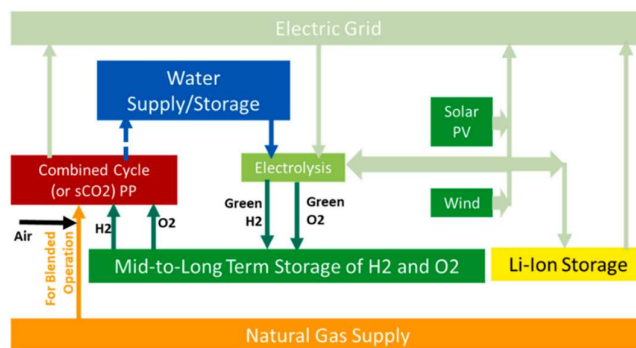 Electric Grid
Water
Supply/Storage
Solar
PV
Combined Cycle
(or sCO2) PP
Electrolysis
Wind
Air
H2
O2
Green
H2
Green
O2
For Blended
Operation
Mid-to-Long Term Storage of H2 and O2
Li-Ion Storage
Natural Gas Supply